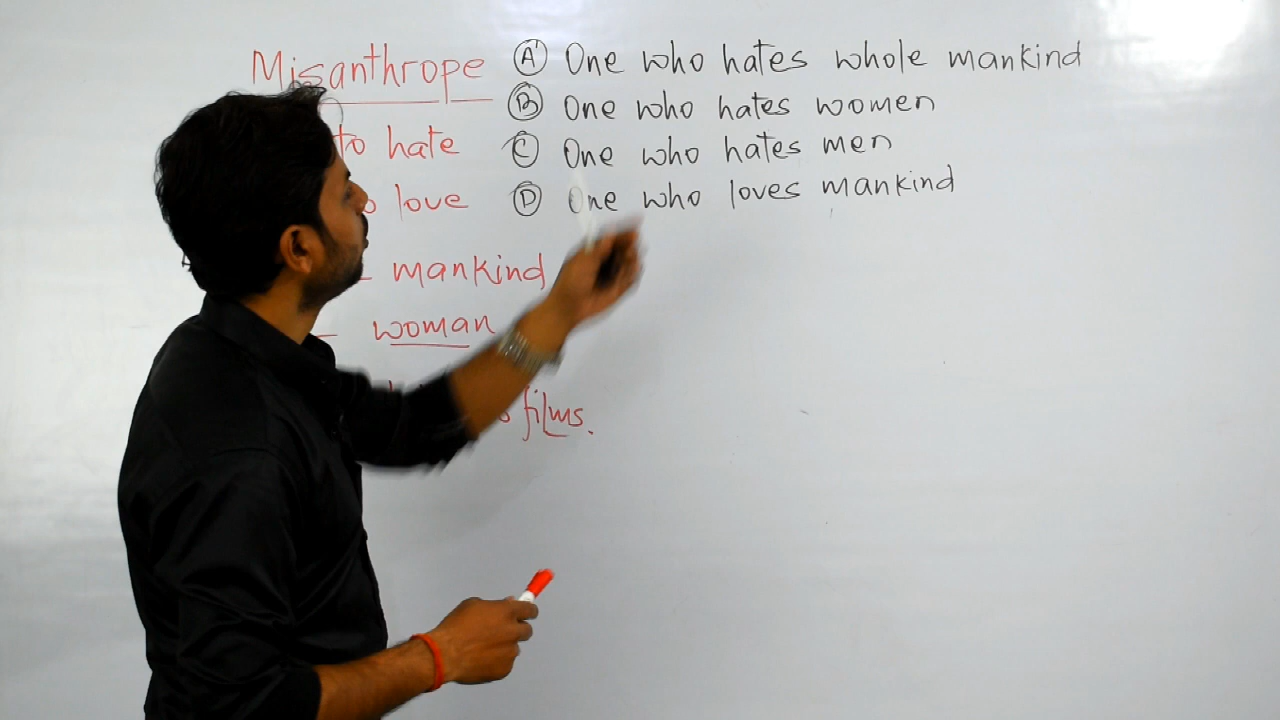 Misanthrope
to hate
love
mankind
woman
films.
Ⓐ One who hates whole mankind
Ⓑ One who hates women
Ⓒ One who hates men
Ⓓ One who loves mankind